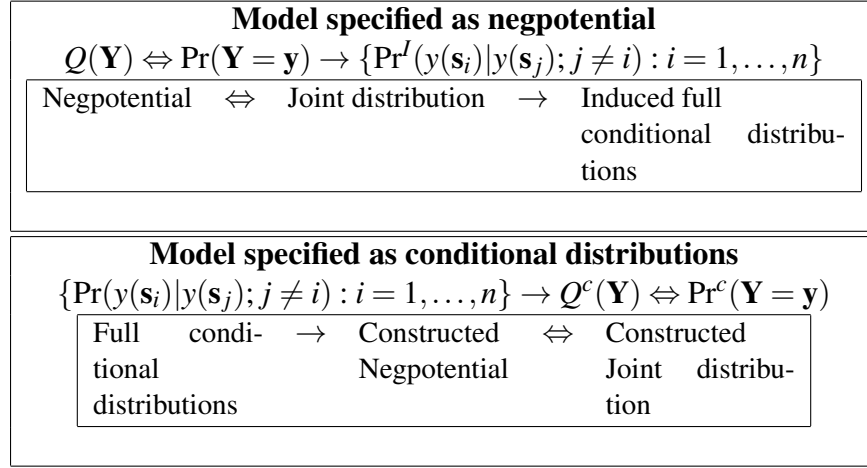 Model specified as negpotential
Q(Y) ⇔ Pr(Y = y) → {Pr^I(y(s_i)|y(s_j); j ≠ i) : i = 1, . . . , n}
Negpotential ⇔ Joint distribution → Induced full
conditional distribu-
tions
Model specified as conditional distributions
{Pr(y(s_i)|y(s_j); j ≠ i) : i = 1, . . . , n} → Q^c(Y) ⇔ Pr^c(Y = y)
Full condi- → Constructed ⇔ Constructed
tional Negpotential Joint distribu-
distributions tion